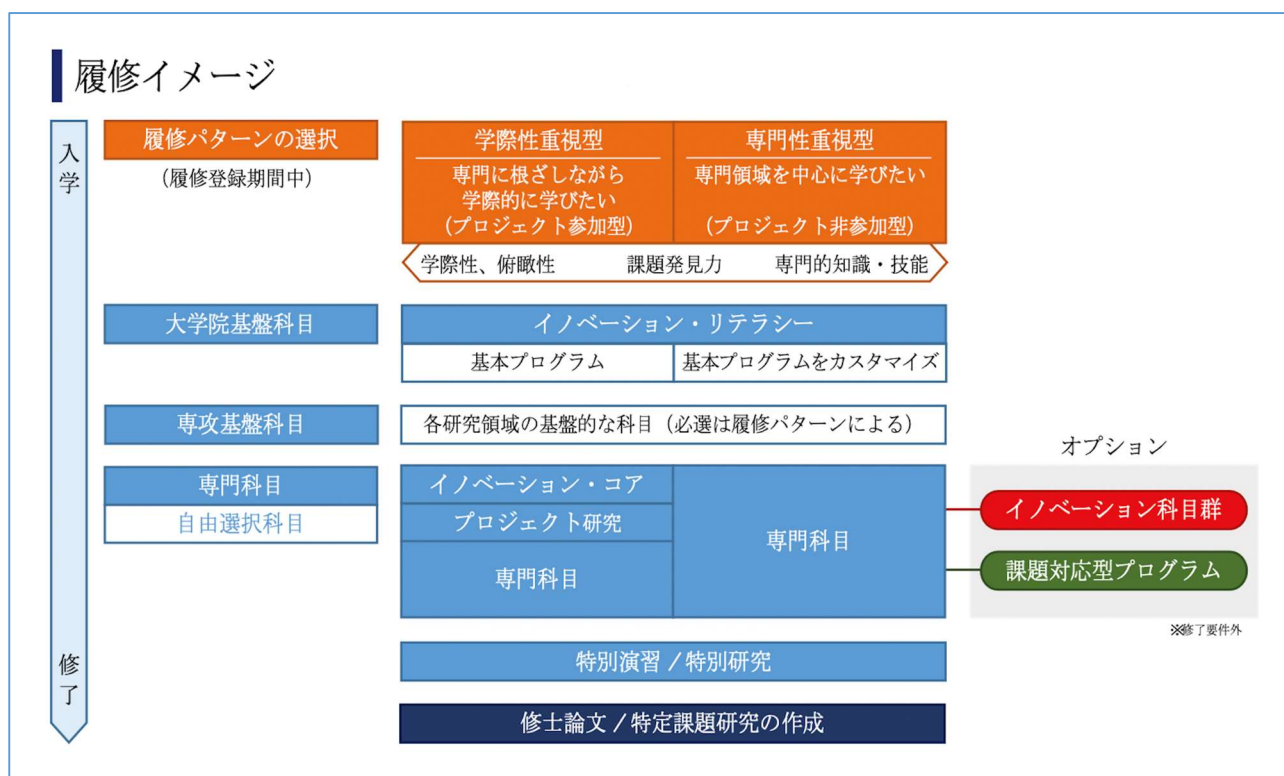 履修イメージ
入学
履修パターンの選択
(履修登録期間中)
学際性重視型
専門に根ざしながら
学際的に学びたい
(プロジェクト参加型)
専門性重視型
専門領域を中心に学びたい
(プロジェクト非参加型)
学際性、俯瞰性 課題発見力 専門的知識・技能
大学院基盤科目
イノベーション・リテラシー
基本プログラム
基本プログラムをカスタマイズ
専攻基盤科目
各研究領域の基盤的な科目(必選は履修パターンによる)
専門科目
自由選択科目
イノベーション・コア
プロジェクト研究
専門科目
専門科目
オプション
イノベーション科目群
課題対応型プログラム
※修了要件外
特別演習 / 特別研究
修士論文 / 特定課題研究の作成
修了